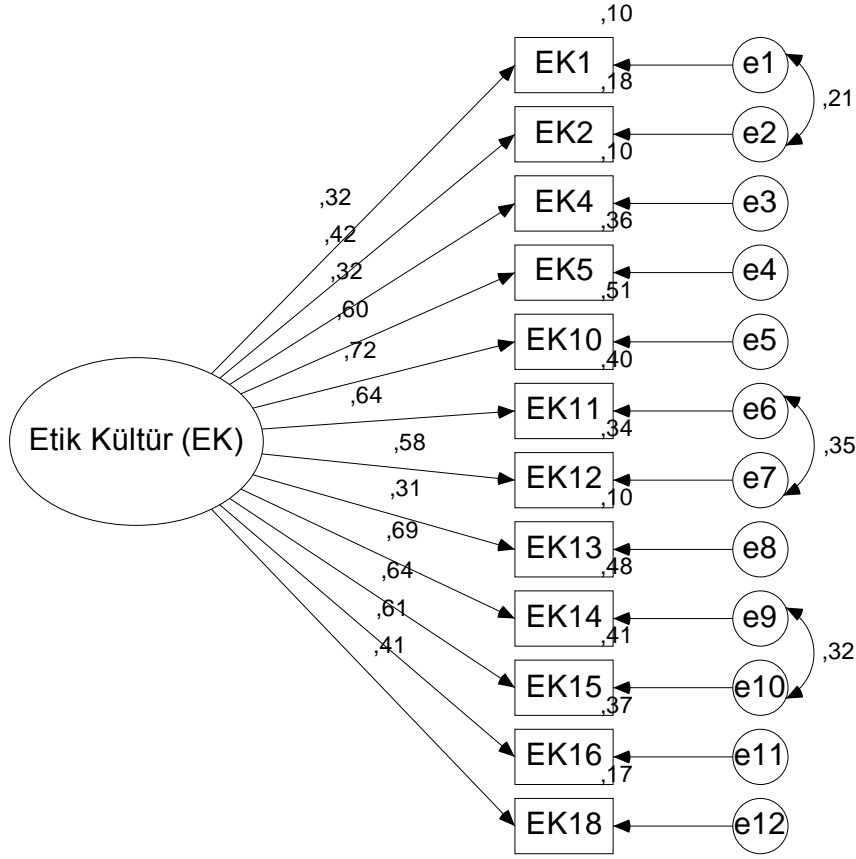 ,10
EK1
e1
,18
,21
EK2
e2
,10
,32
EK4
e3
,42
,36
,32
EK5
e4
,60
,51
,72
EK10
e5
,40
,64
EK11
e6
,34
Etik Kültür (EK)
,58
,35
EK12
e7
,31
,10
,69
EK13
e8
,48
,64
,61
EK14
e9
,41
,41
,32
EK15
e10
,37
EK16
e11
,17
EK18
e12